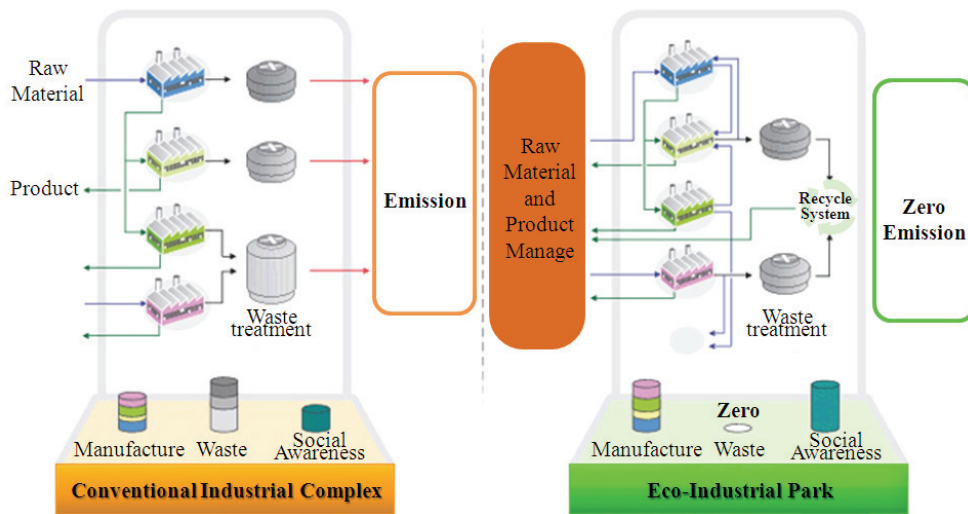 Raw
Material
Product
Emission
Waste
treatment
Manufacture
Waste
Social
Awareness
Conventional Industrial Complex
Raw
Material
and
Product
Manage
Recycle
System
Zero
Emission
Waste
treatment
Manufacture
Zero
Waste
Social
Awareness
Eco-Industrial Park